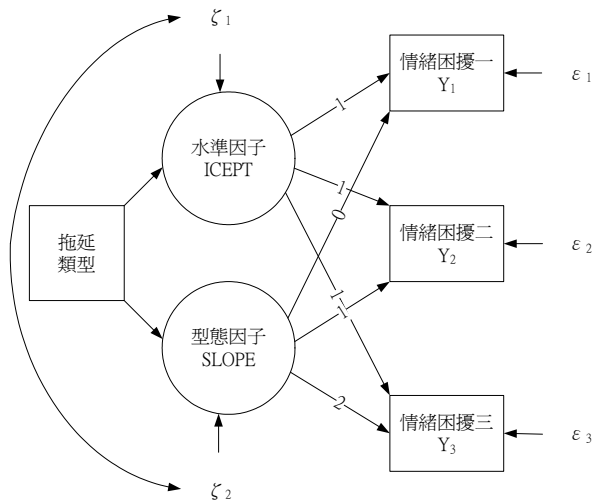 ζ1
情緒困擾一
Y1
ε1
水準因子
ICEPT
1
1
0
拖延
類型
情緒困擾二
Y2
ε2
1
1
型態因子
SLOPE
2
情緒困擾三
Y3
ε3
ζ2